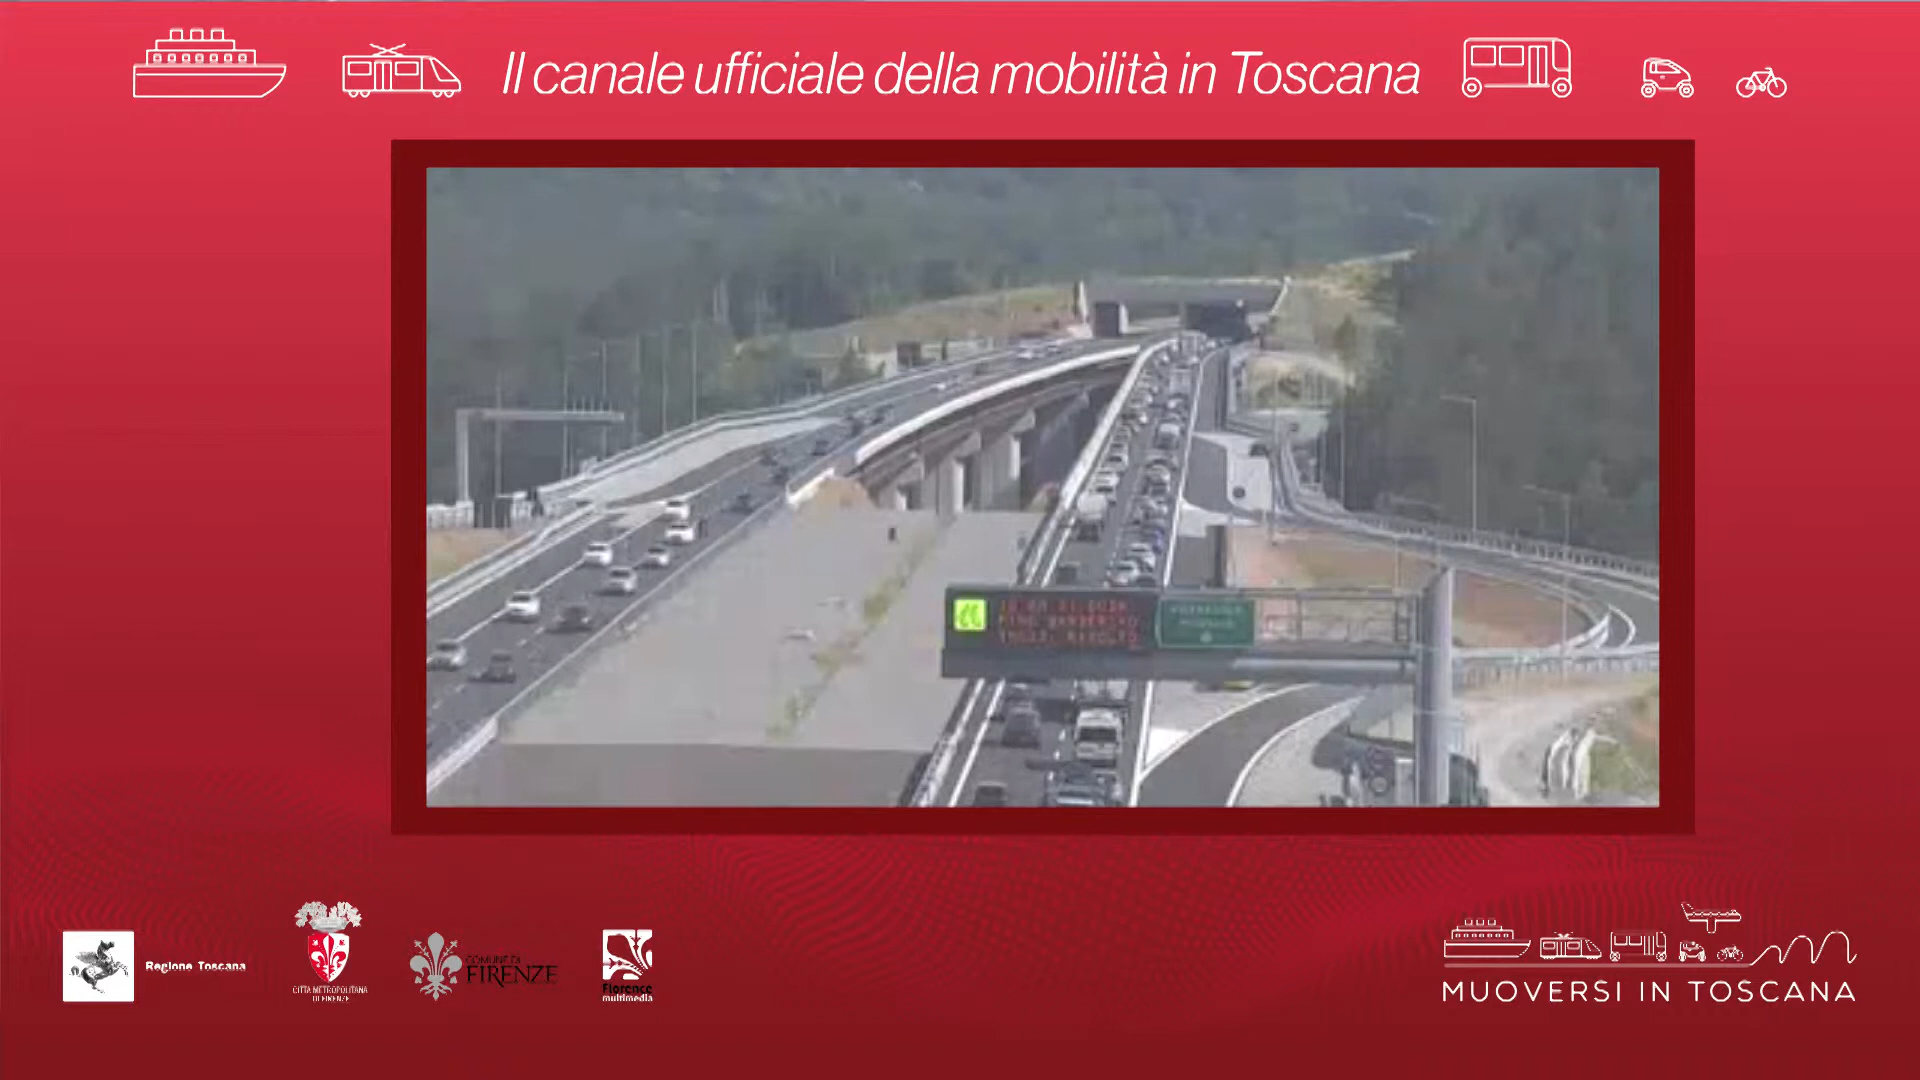 Il canale ufficiale della mobilità in Toscana
Regione Toscana
CITTÀ METROPOLITANA
DI FIRENZE
COMUNE DI
FIRENZE
Florence
multimedia
MUOVERSI IN TOSCANA